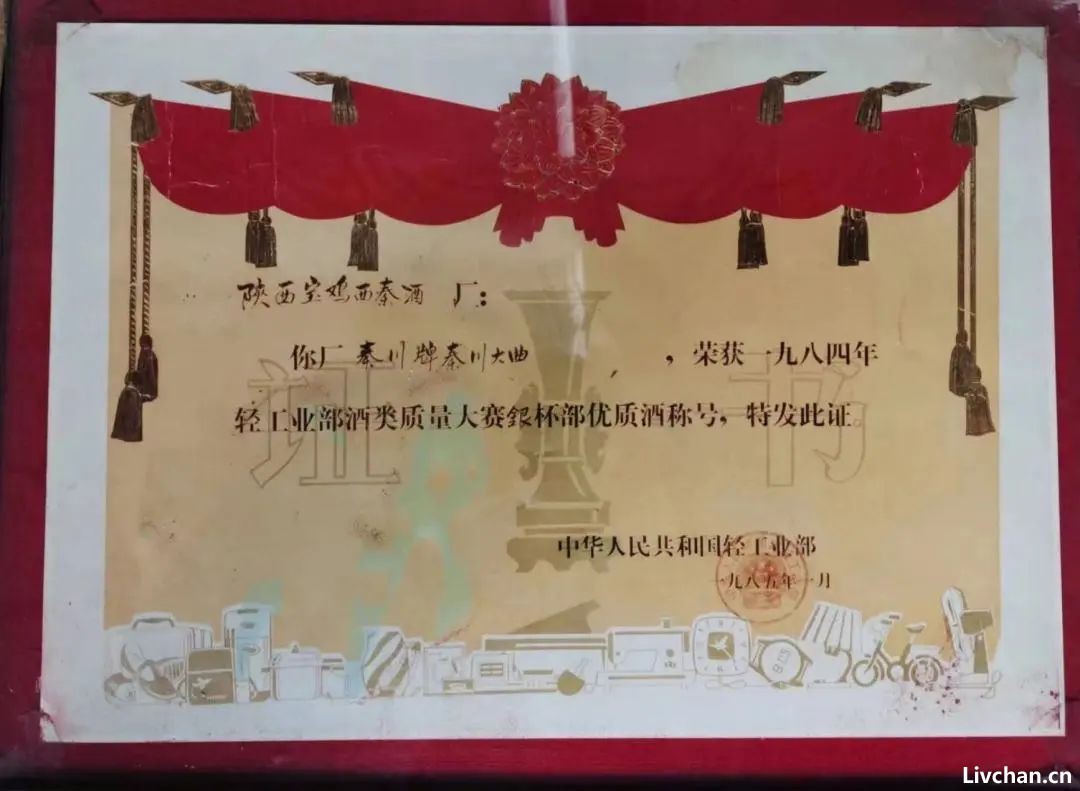 陕西宝鸡西秦酒 厂：
你厂秦川牌秦川大曲 ，荣获一九八四年
轻工业部酒类质量大赛銀杯部优质酒称号，特发此证。
证书
中华人民共和国轻工业部
一九八五年一月
Livchan.cn